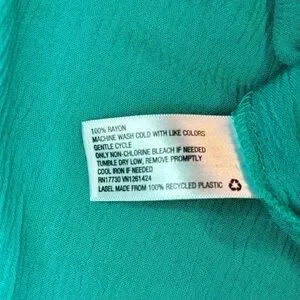 100% RAYON
MACHINE WASH COLD WITH LIKE COLORS
GENTLE CYCLE
ONLY NON-CHLORINE BLEACH IF NEEDED
TUMBLE DRY LOW, REMOVE PROMPTLY
COOL IRON IF NEEDED
RN17730 VN1261424
LABEL MADE FROM 100% RECYCLED PLASTIC